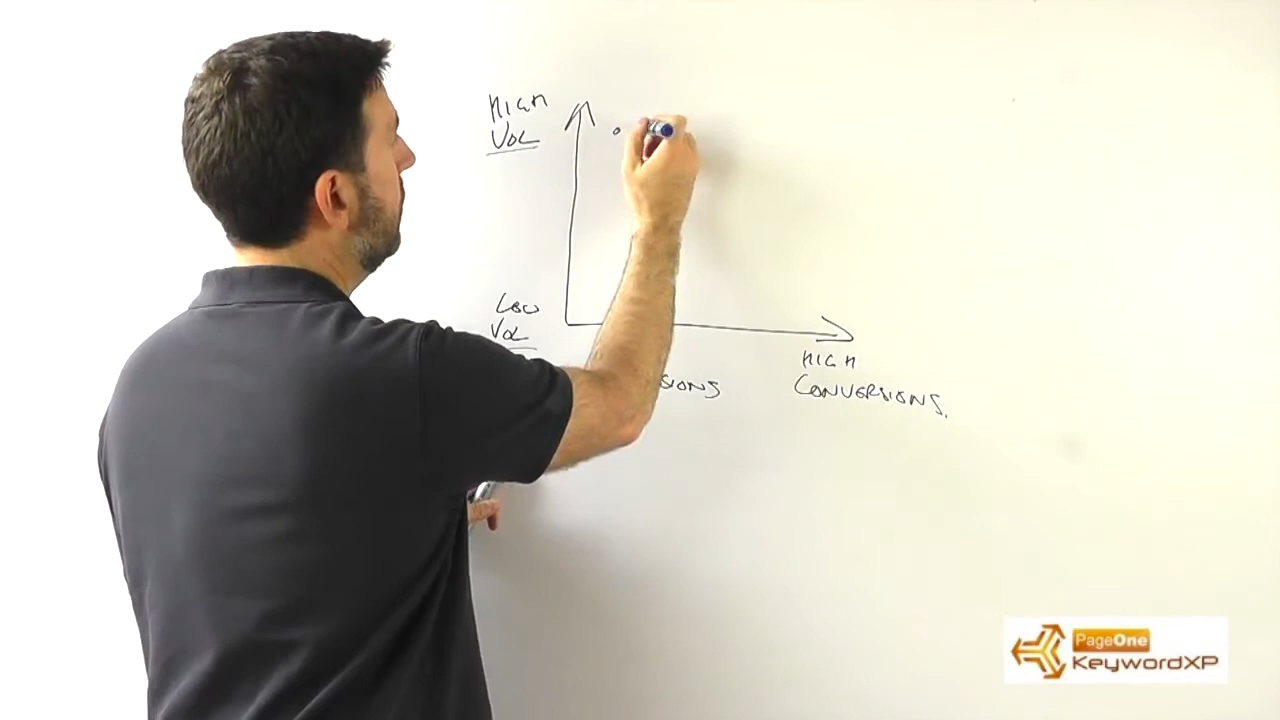 HIGH
VOL
LOW
VOL
SIONS
HIGH
CONVERSIONS.
PageOne
KeywordXP